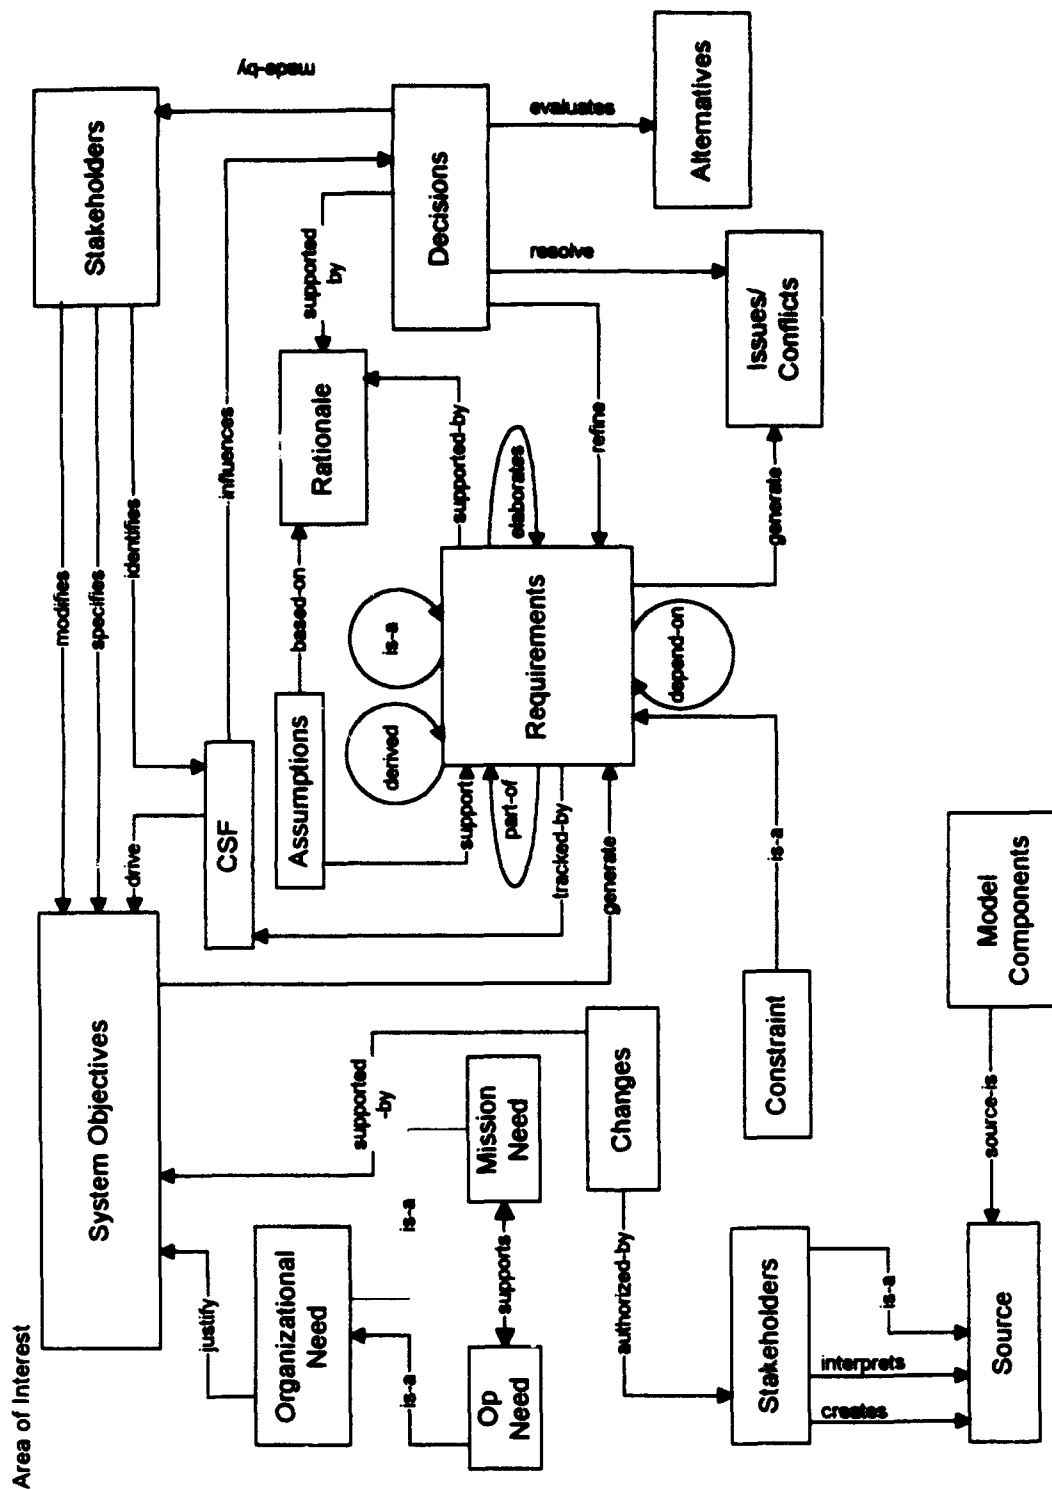 Area of Interest
System Objectives
modifies
specifies
identifies
Stakeholders
justify
drive
CSF
influences
made-by
Organizational
Need
Assumptions
based-on
Rationale
supported
by
supported
-by
is-a
is-a
derived
is-a
supported-by
Decisions
support
Op
Need
supports
Mission
Need
part-of
Requirements
elaborates
tracked-by
generate
refine
resolve
evaluates
authorized-by
Changes
depend-on
generate
Issues/
Conflicts
Alternatives
Stakeholders
Constraint
is-a
creates
interprets
is-a
Source
source-is
Model
Components